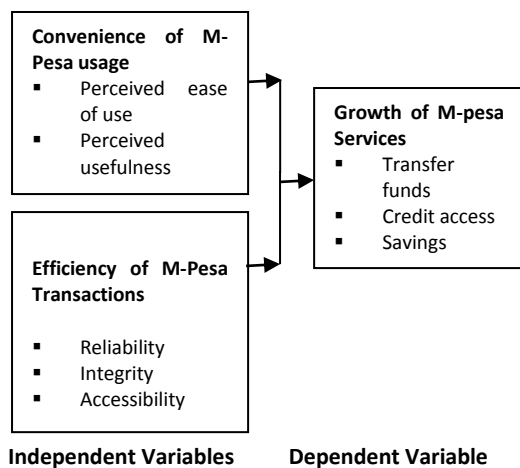 Convenience of M-
Pesa usage
▪ Perceived ease
of use
▪ Perceived
usefulness
Efficiency of M-Pesa
Transactions
▪ Reliability
▪ Integrity
▪ Accessibility
Independent Variables
Growth of M-pesa
Services
▪ Transfer
funds
▪ Credit access
▪ Savings
Dependent Variable